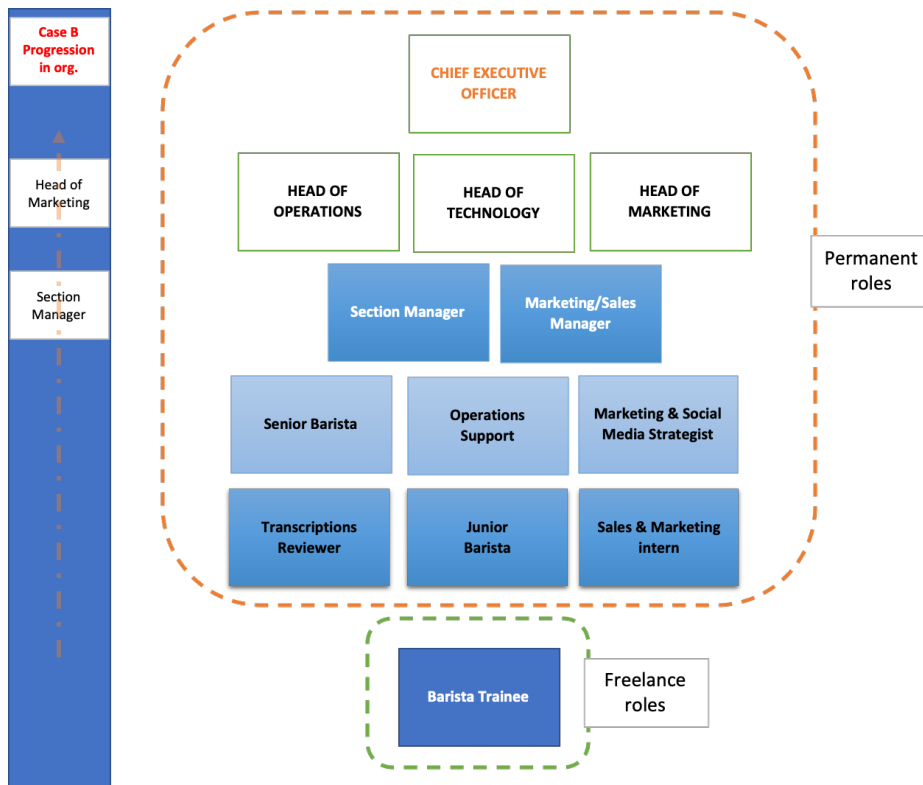 Case B
Progression
in org.
Head of
Marketing
Section
Manager
CHIEF EXECUTIVE
OFFICER
HEAD OF
OPERATIONS
HEAD OF
TECHNOLOGY
HEAD OF
MARKETING
Section Manager
Marketing/Sales
Manager
Senior Barista
Operations
Support
Marketing & Social
Media Strategist
Transcriptions
Reviewer
Junior
Barista
Sales & Marketing
intern
Permanent
roles
Barista Trainee
Freelance
roles